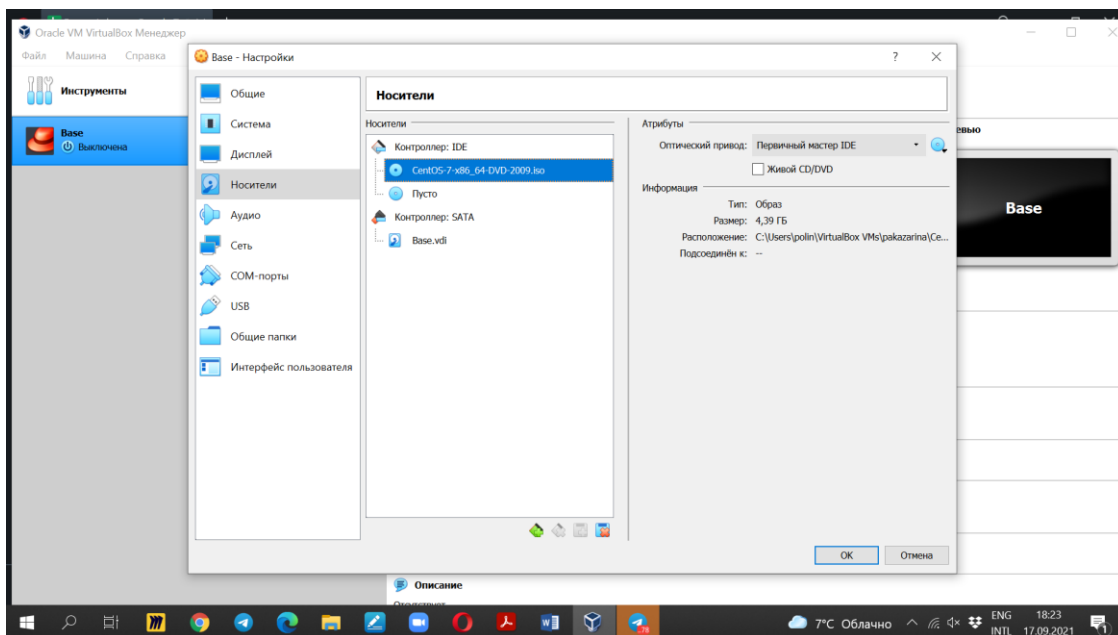 Oracle VM VirtualBox Менеджер
Файл Машина Справка
Инструменты
Base
Выключена
Base - Настройки
? ×
Общие
Система
Дисплей
Носители
Аудио
Сеть
COM-порты
USB
Общие папки
Интерфейс пользователя
Носители
Носители
Контроллер: IDE
CentOS-7-x86_64-DVD-2009.iso
Пусто
Контроллер: SATA
Base.vdi
Атрибуты
Оптический привод: Первичный мастер IDE
Живой CD/DVD
Информация
Тип: Образ
Размер: 4,39 ГБ
Расположение: C:\Users\polin\VirtualBox VMs\pakazarina\Ce...
Подсоединён к: --
OK Отмена
Base
Описание
7°C Облачно
ENG
INTL
18:23
17.09.2021